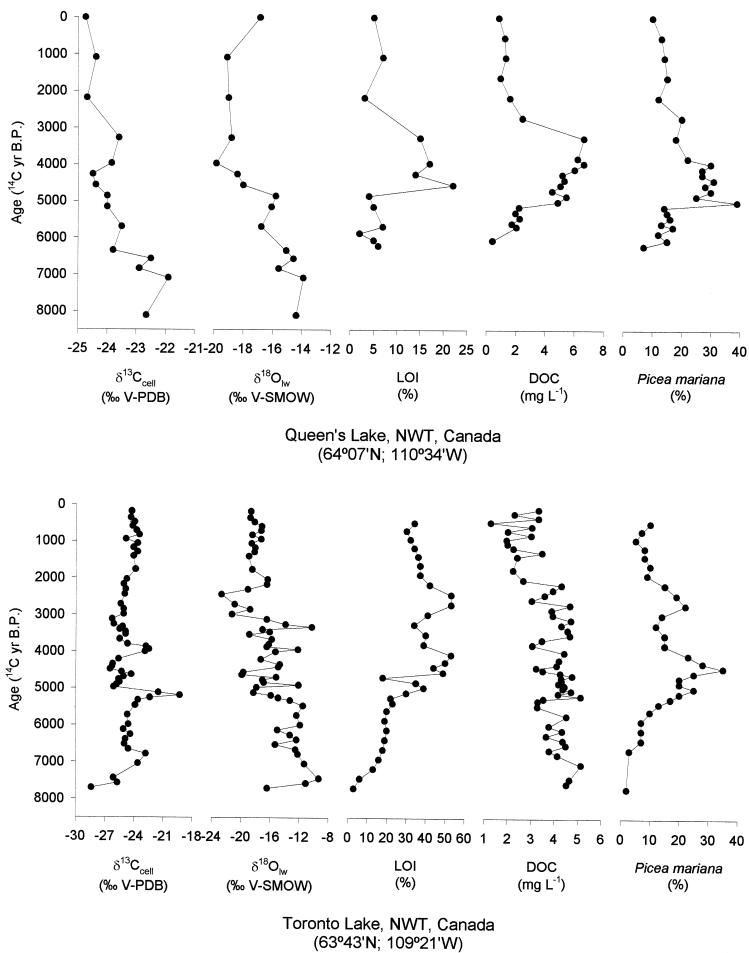 0
1000
2000
3000
4000
5000
6000
7000
8000
Age (¹⁴C yr B.P.)
-25 -24 -23 -22 -21 -20 -18 -16 -14 -12 0 5 10 15 20 25 0 2 4 6 8 0 10 20 30 40
δ¹³C_cell δ¹⁸O_lw LOI DOC Picea mariana
(‰ V-PDB) (‰ V-SMOW) (%) (mg L⁻¹) (%)
Queen's Lake, NWT, Canada
(64º07'N; 110º34'W)
0
1000
2000
3000
4000
5000
6000
7000
8000
Age (¹⁴C yr B.P.)
-30 -27 -24 -21 -18 -24 -20 -16 -12 -8 0 10 20 30 40 50 60 1 2 3 4 5 6 0 10 20 30 40
δ¹³C_cell δ¹⁸O_lw LOI DOC Picea mariana
(‰ V-PDB) (‰ V-SMOW) (%) (mg L⁻¹) (%)
Toronto Lake, NWT, Canada
(63º43'N; 109º21'W)